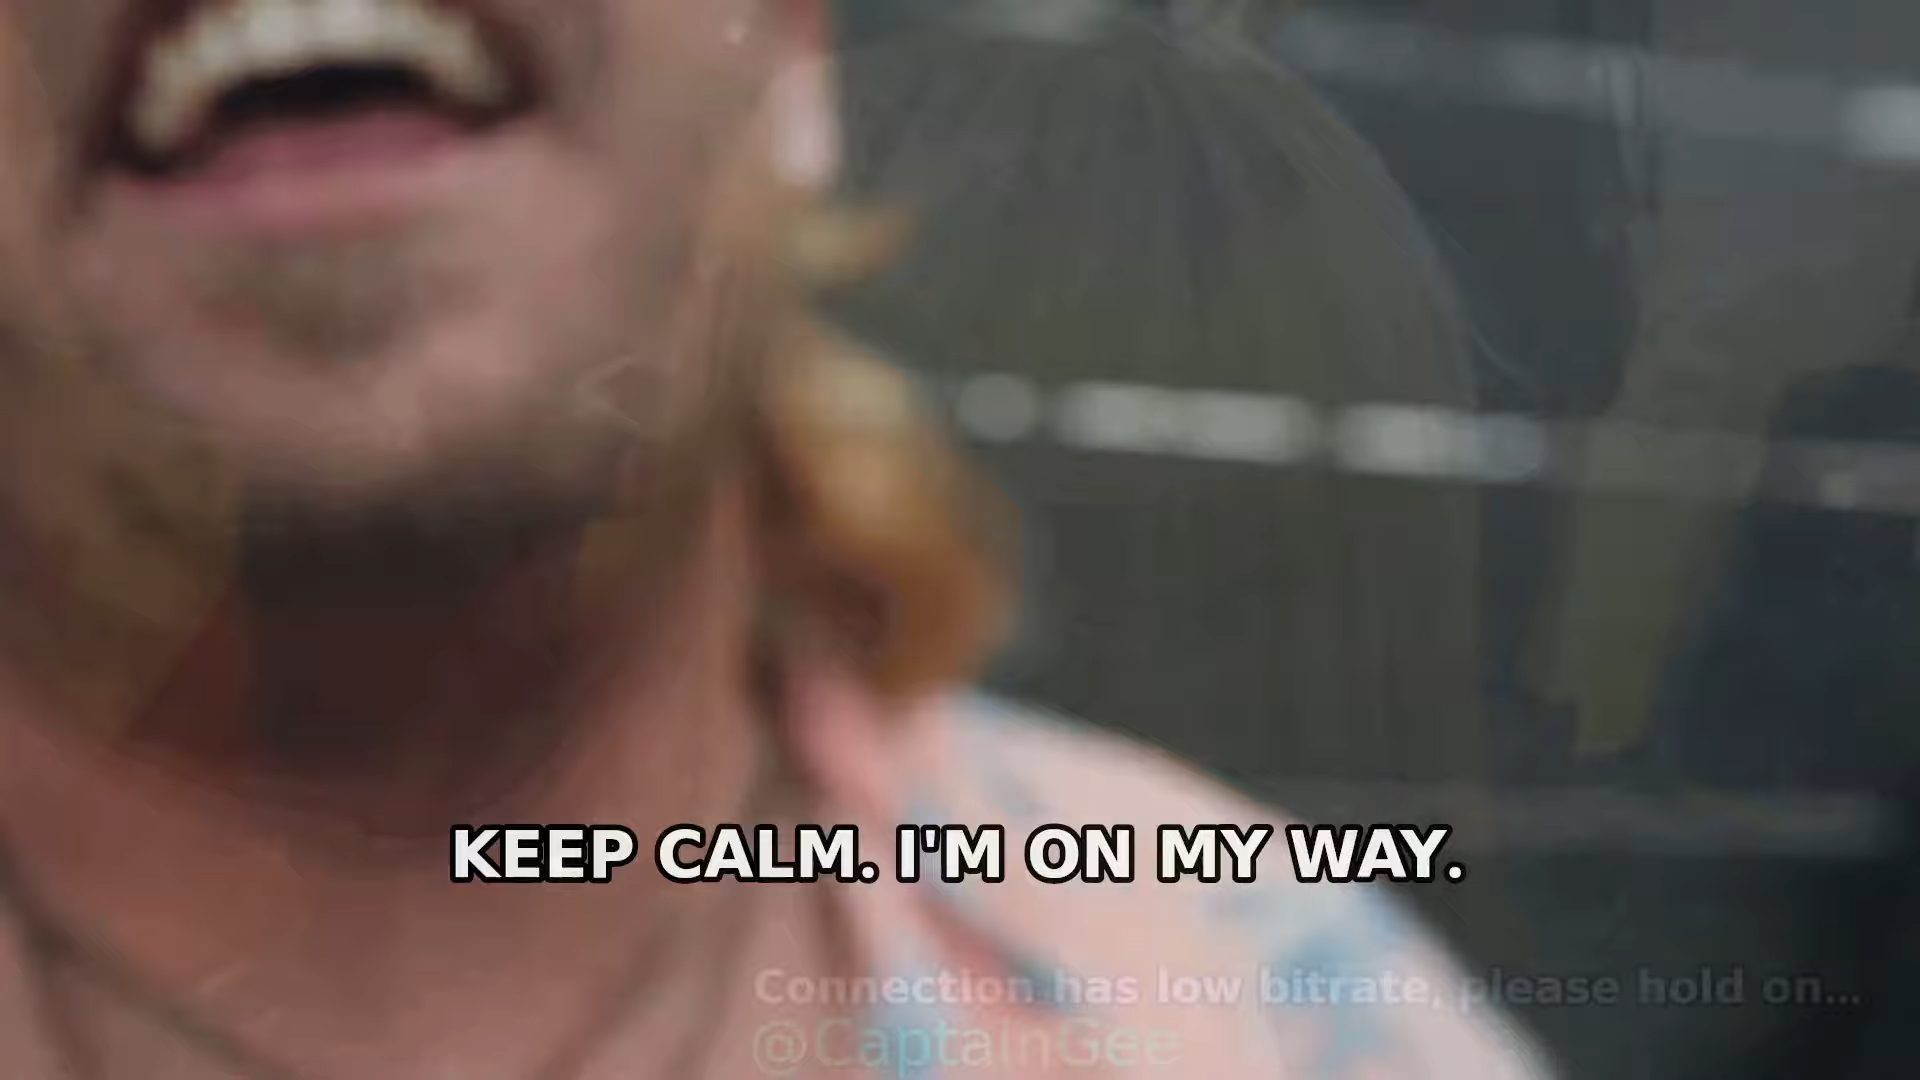 KEEP CALM. I'M ON MY WAY.
Connection has low bitrate, please hold on...
@CaptainGee